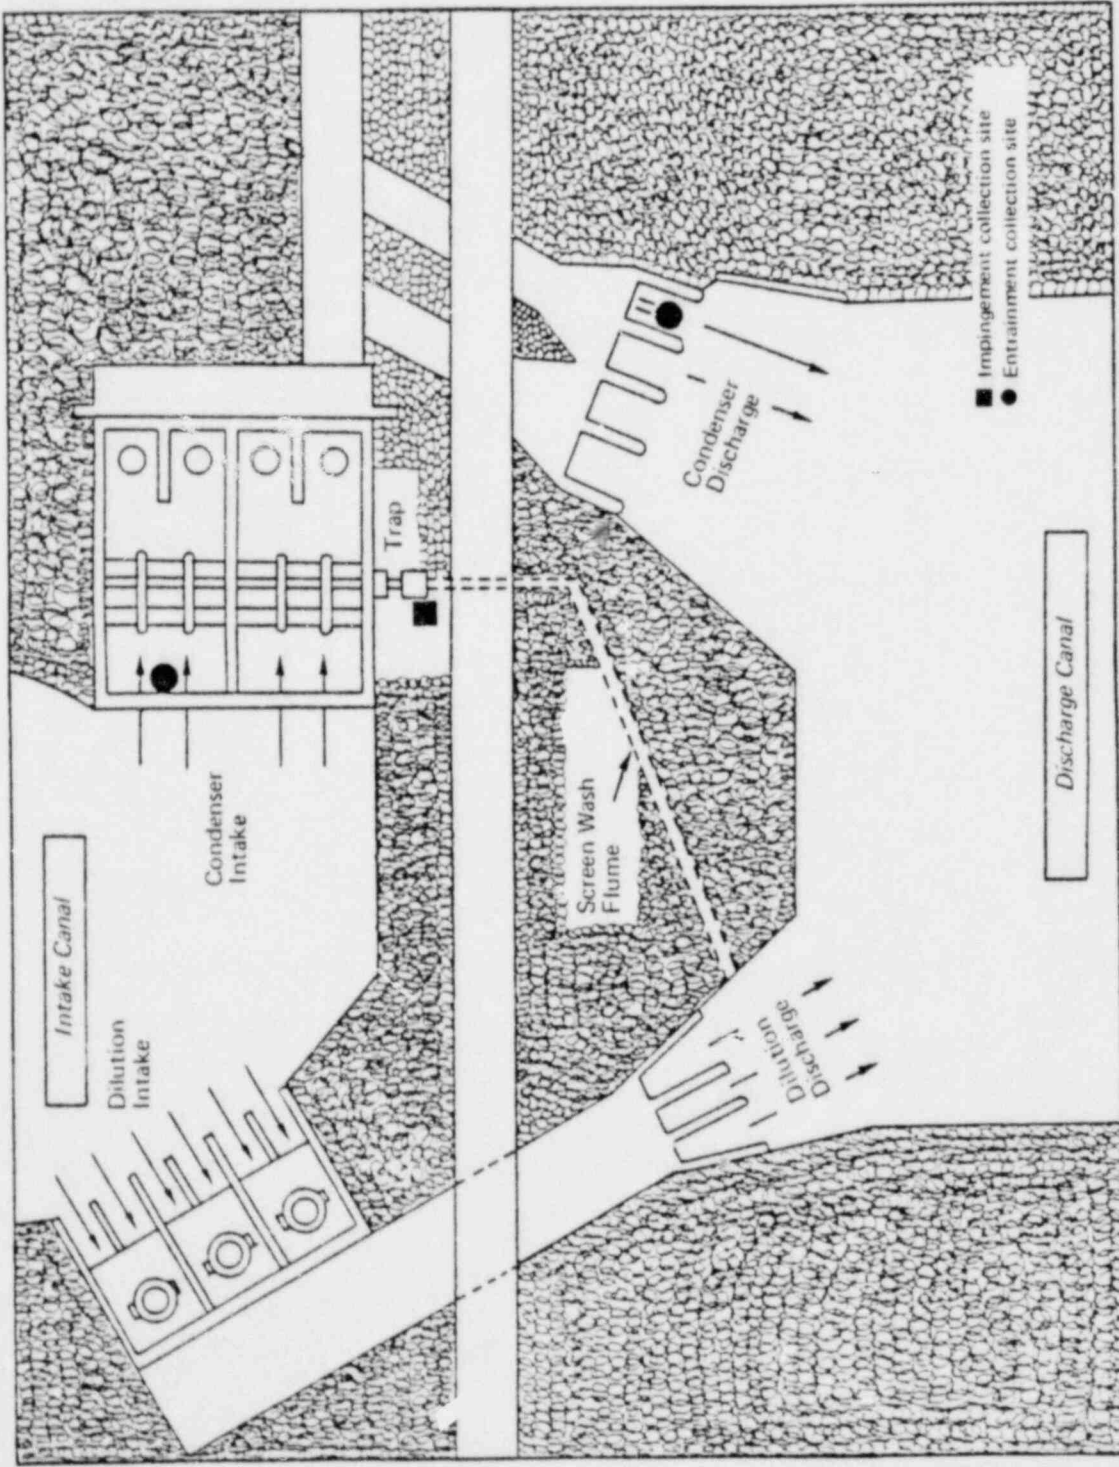 Intake Canal
Dilution
Intake
Condenser
Intake
Trap
Screen Wash
Flume
Condenser
Discharge
Dilution
Discharge
Discharge Canal
Impingement collection site
Entrainment collection site